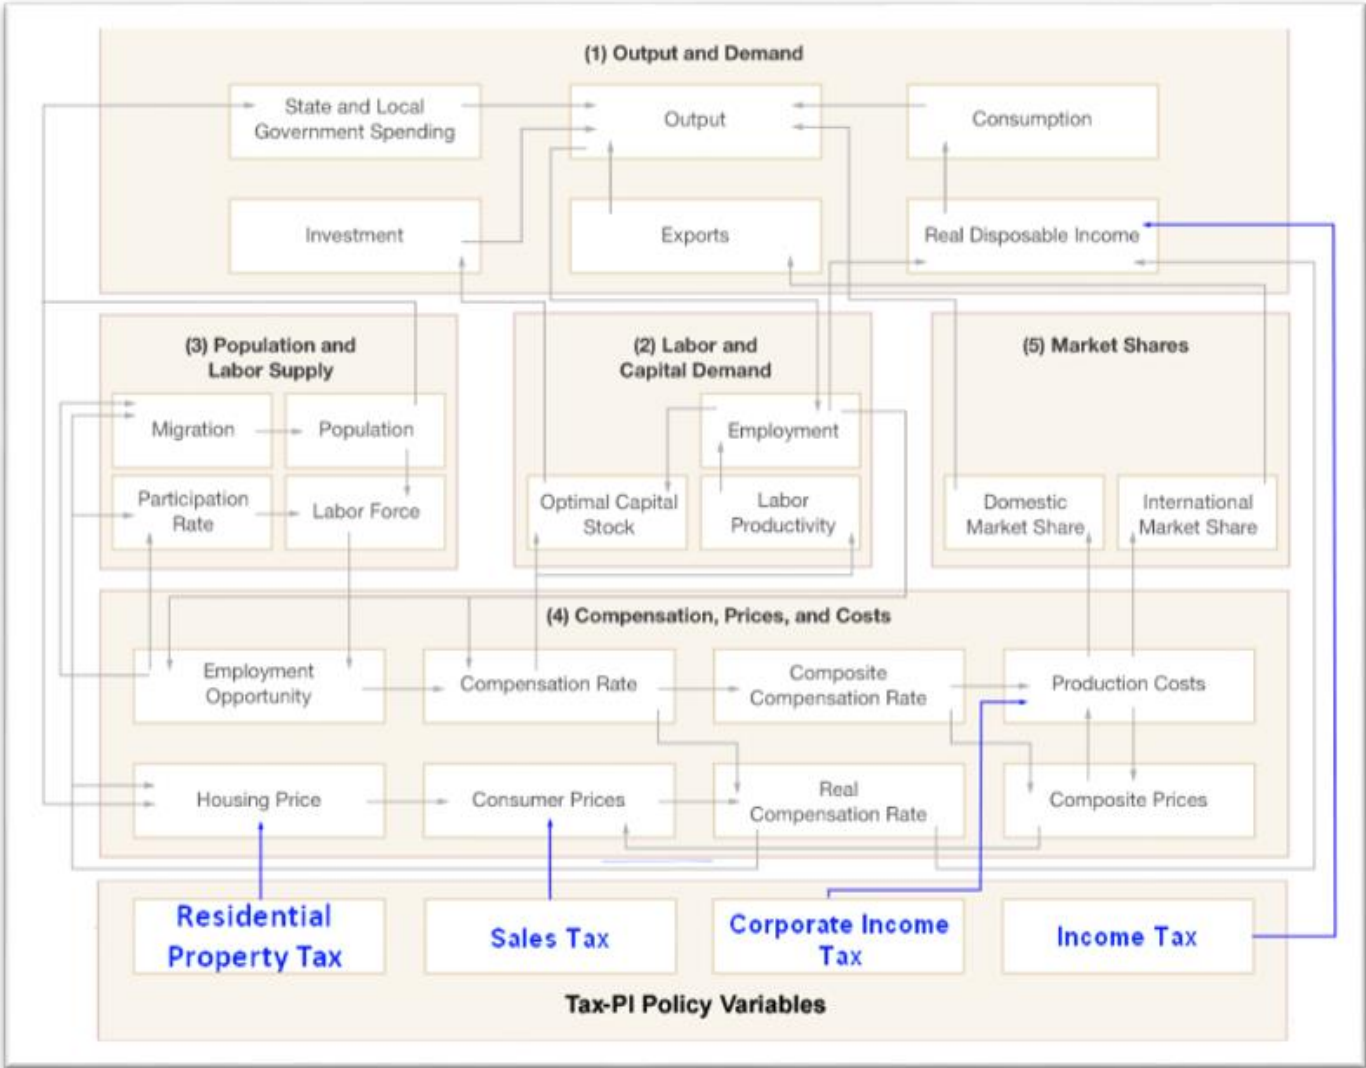 (1) Output and Demand
State and Local
Government Spending
Output
Consumption
Investment
Exports
Real Disposable Income
(3) Population and
Labor Supply
Migration
Population
Participation
Rate
Labor Force
(2) Labor and
Capital Demand
Employment
Optimal Capital
Stock
Labor
Productivity
(5) Market Shares
Domestic
Market Share
International
Market Share
(4) Compensation, Prices, and Costs
Employment
Opportunity
Compensation Rate
Composite
Compensation Rate
Production Costs
Housing Price
Consumer Prices
Real
Compensation Rate
Composite Prices
Residential
Property Tax
Sales Tax
Corporate Income
Tax
Income Tax
Tax-PI Policy Variables